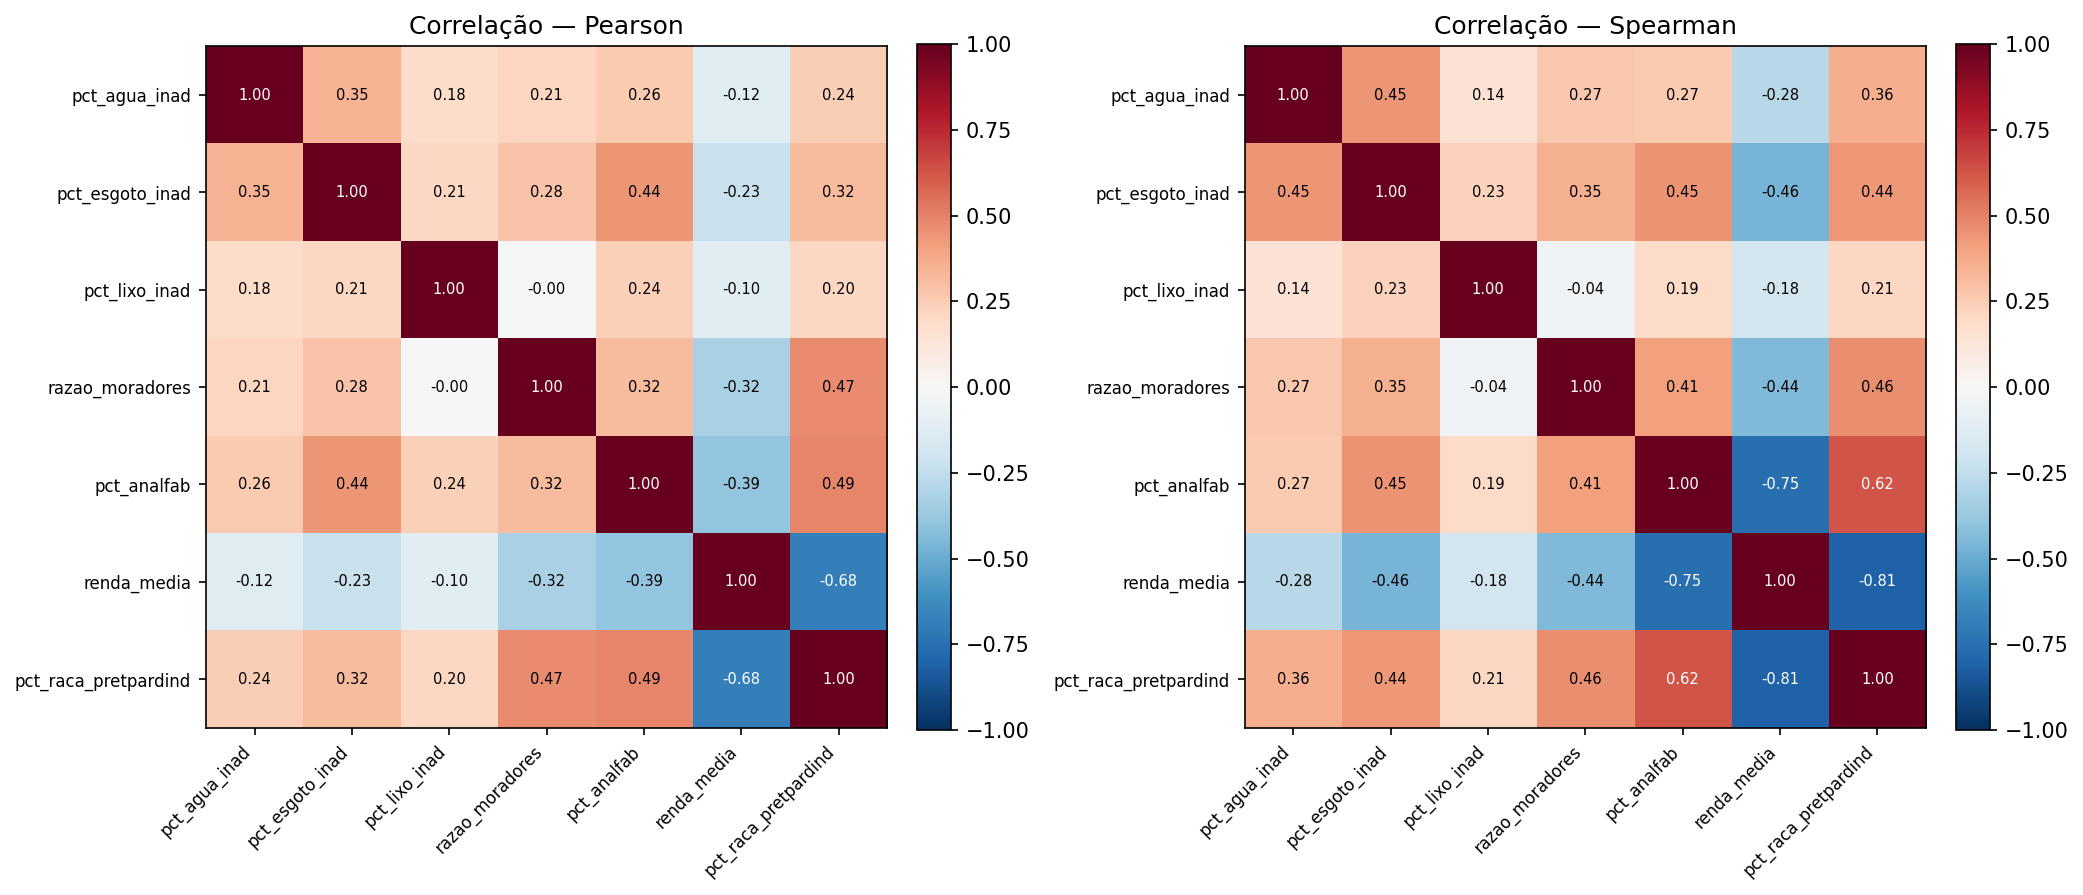 Correlação — Pearson
pct_agua_inad 1.00 0.35 0.18 0.21 0.26 -0.12 0.24
pct_esgoto_inad 0.35 1.00 0.21 0.28 0.44 -0.23 0.32
pct_lixo_inad 0.18 0.21 1.00 -0.00 0.24 -0.10 0.20
razao_moradores 0.21 0.28 -0.00 1.00 0.32 -0.32 0.47
pct_analfab 0.26 0.44 0.24 0.32 1.00 -0.39 0.49
renda_media -0.12 -0.23 -0.10 -0.32 -0.39 1.00 -0.68
pct_raca_pretpardind 0.24 0.32 0.20 0.47 0.49 -0.68 1.00
pct_agua_inad
pct_esgoto_inad
pct_lixo_inad
razao_moradores
pct_analfab
renda_media
pct_raca_pretpardind
1.00
0.75
0.50
0.25
0.00
−0.25
−0.50
−0.75
−1.00
Correlação — Spearman
pct_agua_inad 1.00 0.45 0.14 0.27 0.27 -0.28 0.36
pct_esgoto_inad 0.45 1.00 0.23 0.35 0.45 -0.46 0.44
pct_lixo_inad 0.14 0.23 1.00 -0.04 0.19 -0.18 0.21
razao_moradores 0.27 0.35 -0.04 1.00 0.41 -0.44 0.46
pct_analfab 0.27 0.45 0.19 0.41 1.00 -0.75 0.62
renda_media -0.28 -0.46 -0.18 -0.44 -0.75 1.00 -0.81
pct_raca_pretpardind 0.36 0.44 0.21 0.46 0.62 -0.81 1.00
pct_agua_inad
pct_esgoto_inad
pct_lixo_inad
razao_moradores
pct_analfab
renda_media
pct_raca_pretpardind
1.00
0.75
0.50
0.25
0.00
−0.25
−0.50
−0.75
−1.00